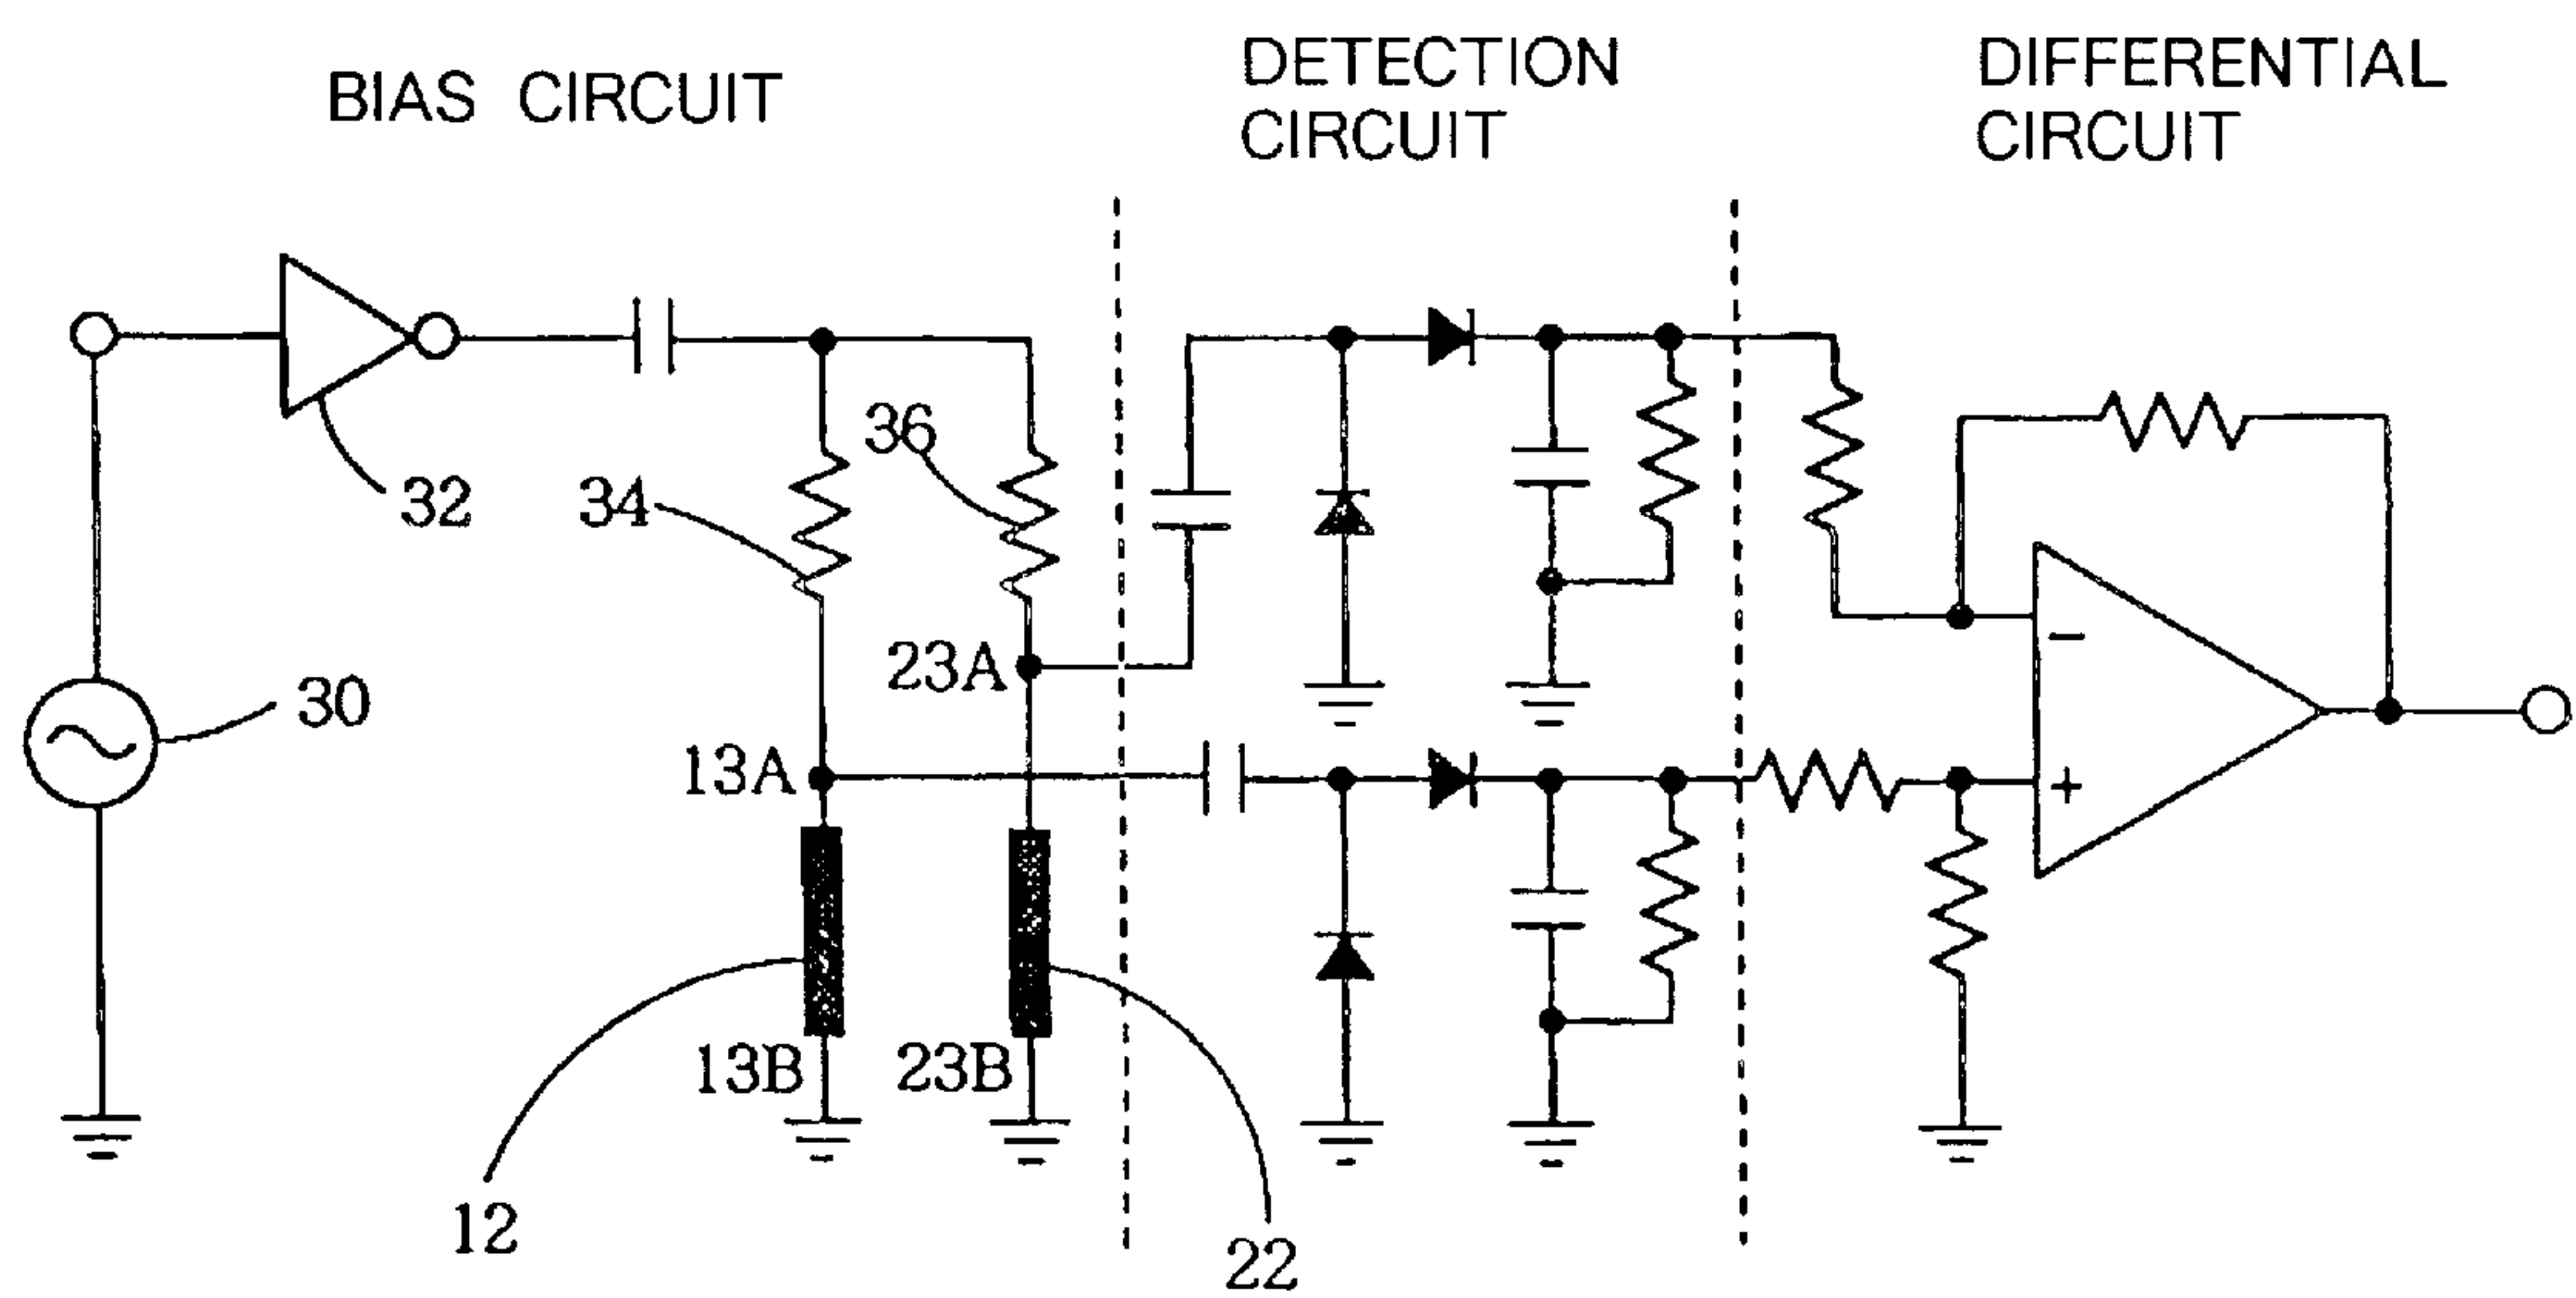 BIAS CIRCUIT
DETECTION
CIRCUIT
DIFFERENTIAL
CIRCUIT
32
34
36
30
23A
13A
13B
23B
12
22
−
+